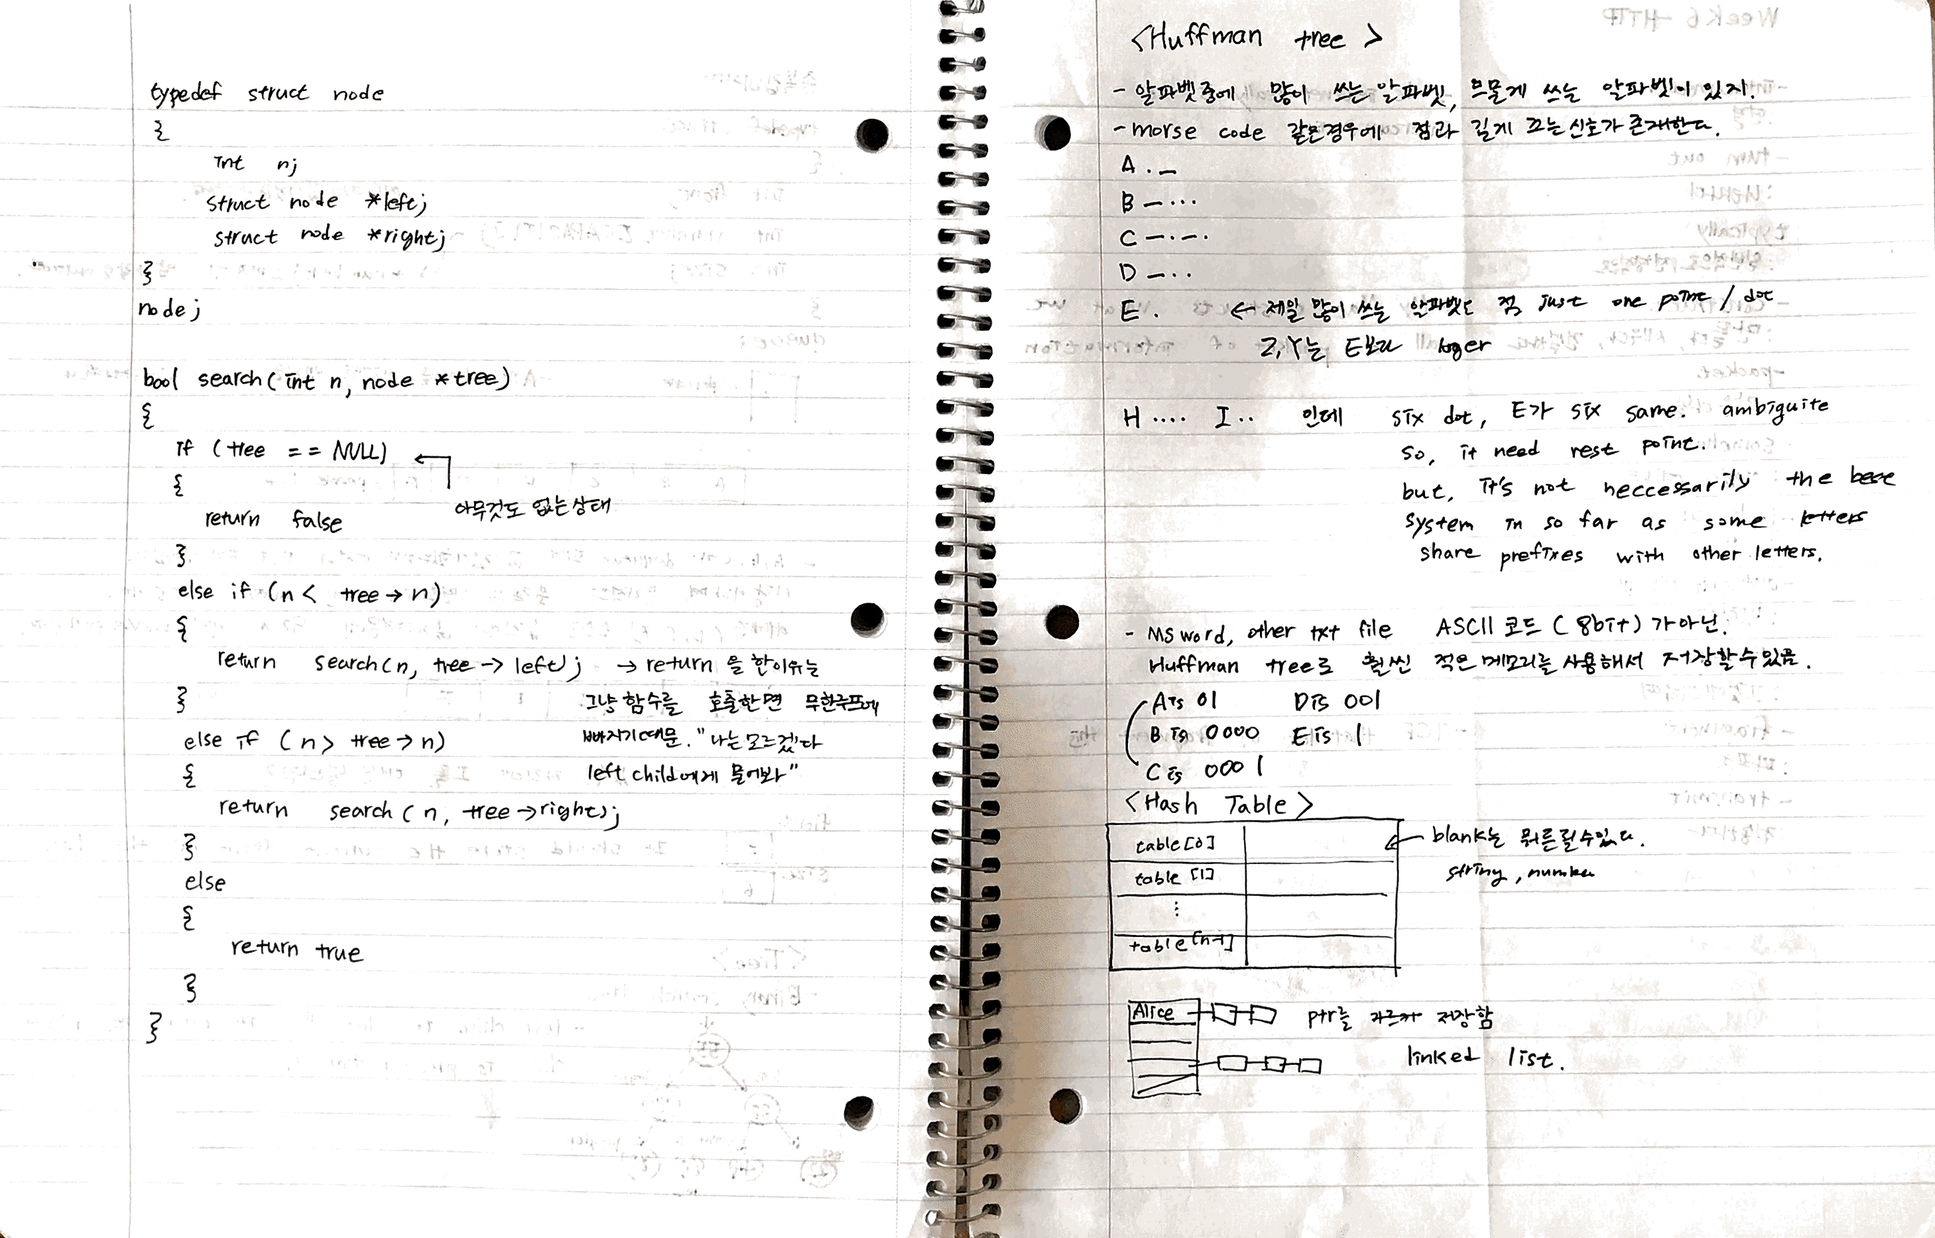 typedef struct node
{
int n;
struct node *left;
struct node *right;
}
node;
bool search(int n, node *tree)
{
if (tree == NULL)
{
아무것도 없는상태
return false
}
else if (n < tree → n)
{
return search(n, tree → left); → return 을 한이유는
}
그냥 함수를 호출한면 무한루프에
else if (n > tree → n)
빠지기때문. "나는모르겠다
{
left child에게 물어봐"
return search(n, tree → right);
}
else
{
return true
}
}
<Huffman tree>
- 알파벳중에 많이 쓰는 알파벳, 드물게 쓰는 알파벳이 있지.
- morse code 같은경우에 점과 길게 끄는신호가 존재한다.
A . —
B — . . .
C — . — .
D — . .
E . ← 제일 많이 쓰는 알파벳도 점 just one point / dot
Z, Y는 E보다
H .... I .. 인데 six dot, E가 six same. ambiguite
so, it need rest point.
but, it's not neccessarily the best
system in so far as some letters
share prefixes with other letters.
- MS word, other txt file ASCII 코드 (8bit) 가아닌.
Huffman tree로 훨씬 적은메모리를 사용해서 저장할수있음.
A is 01 D is 001
B is 0000 E is 1
C is 0001
<Hash Table>
table[0] ← blank는 뭐든될수있다.
table [1] string, number
⋮
table[n-1]
Alice ptr를 저장함
linked list.